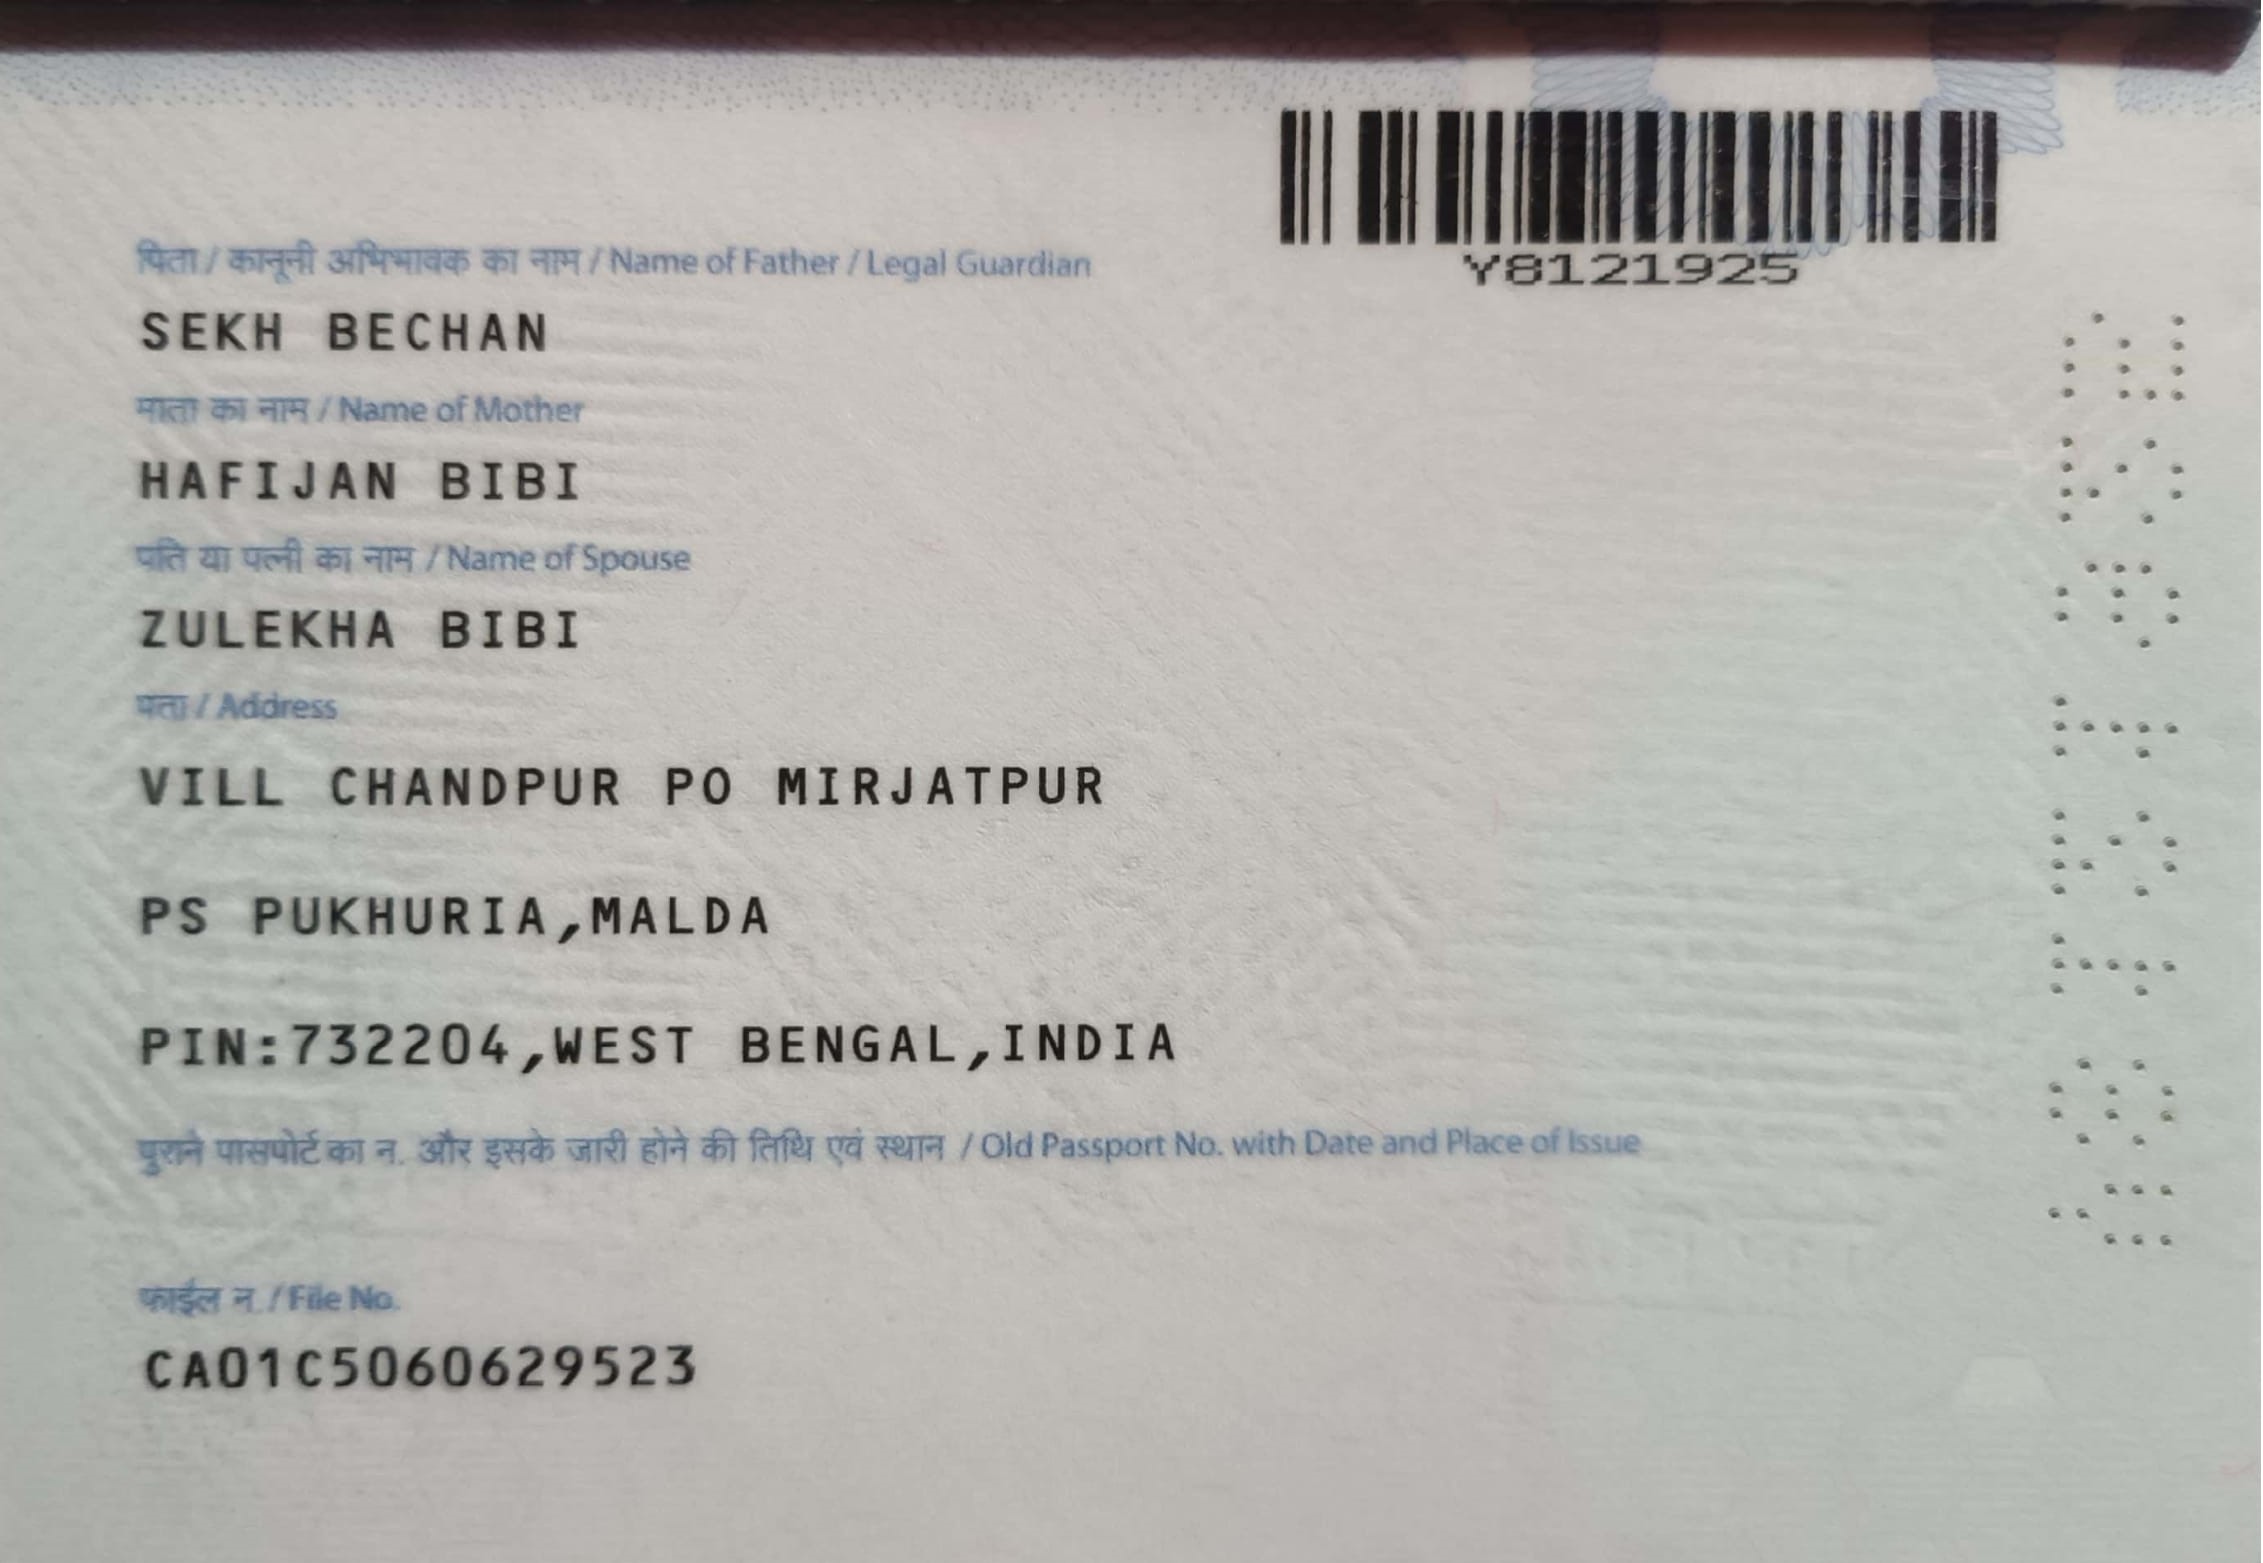 Y8121925
पिता / कानूनी अभिभावक का नाम / Name of Father / Legal Guardian
SEKH BECHAN
माता का नाम / Name of Mother
HAFIJAN BIBI
पति या पत्नी का नाम / Name of Spouse
ZULEKHA BIBI
पता / Address
VILL CHANDPUR PO MIRJATPUR
PS PUKHURIA,MALDA
PIN:732204,WEST BENGAL,INDIA
पुराने पासपोर्ट का न. और इसके जारी होने की तिथि एवं स्थान / Old Passport No. with Date and Place of Issue
फाईल न. / File No.
CA01C5060629523